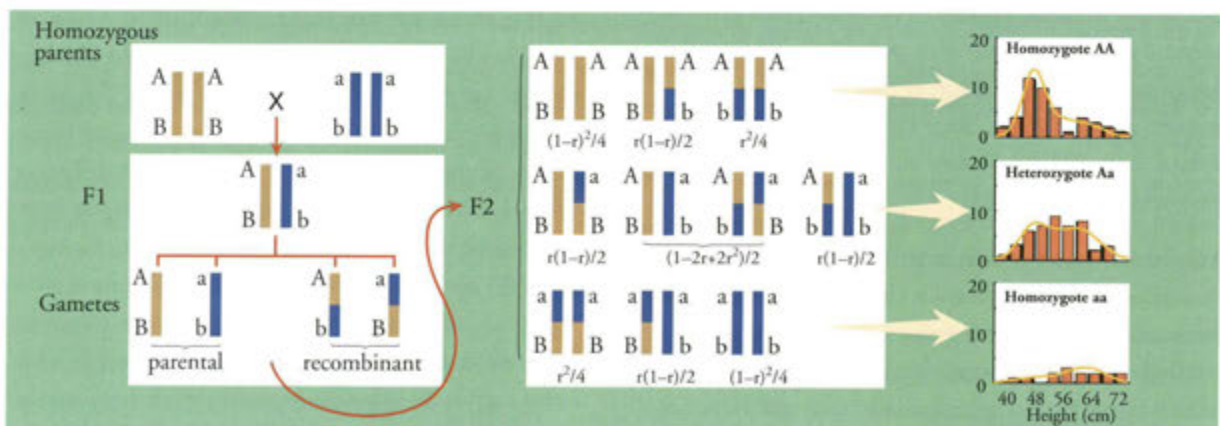 Homozygous
parents
A A a a
X
B B b b
F1
A a
B b
Gametes
A a A a
B b b B
parental recombinant
F2
A A A A A A
B B B b b b
(1–r)²/4 r(1–r)/2 r²/4
A a A a A a A a
B B B b b B b b
r(1–r)/2 (1–2r+2r²)/2 r(1–r)/2
a a a a a a
B B B b b b
r²/4 r(1–r)/2 (1–r)²/4
20
Homozygote AA
10
0
20
Heterozygote Aa
10
0
20
Homozygote aa
10
0
40 48 56 64 72
Height (cm)